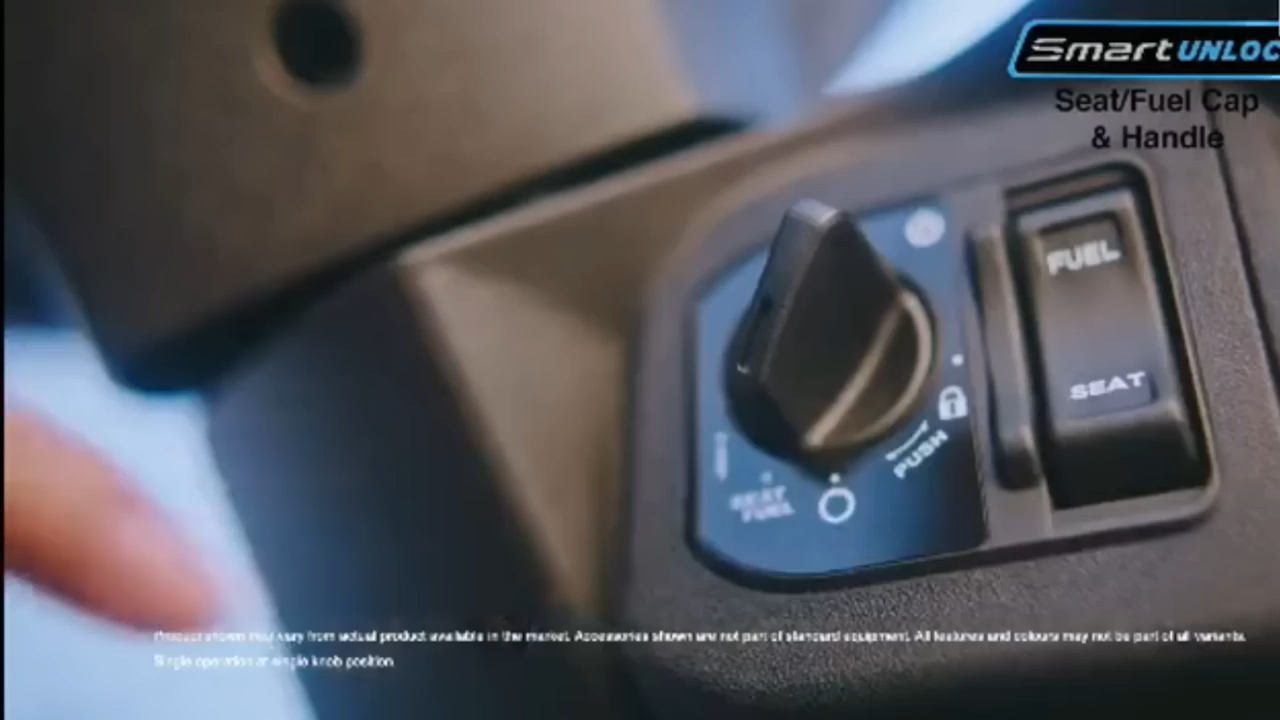 Smart UNLOC
Seat/Fuel Cap
& Handle
FUEL
SEAT
PUSH
SEAT
FUEL
Product shown may vary from actual product available in the market. Accessories shown are not part of standard equipment. All features and colours may not be part of all variants.
Single operation at single knob position